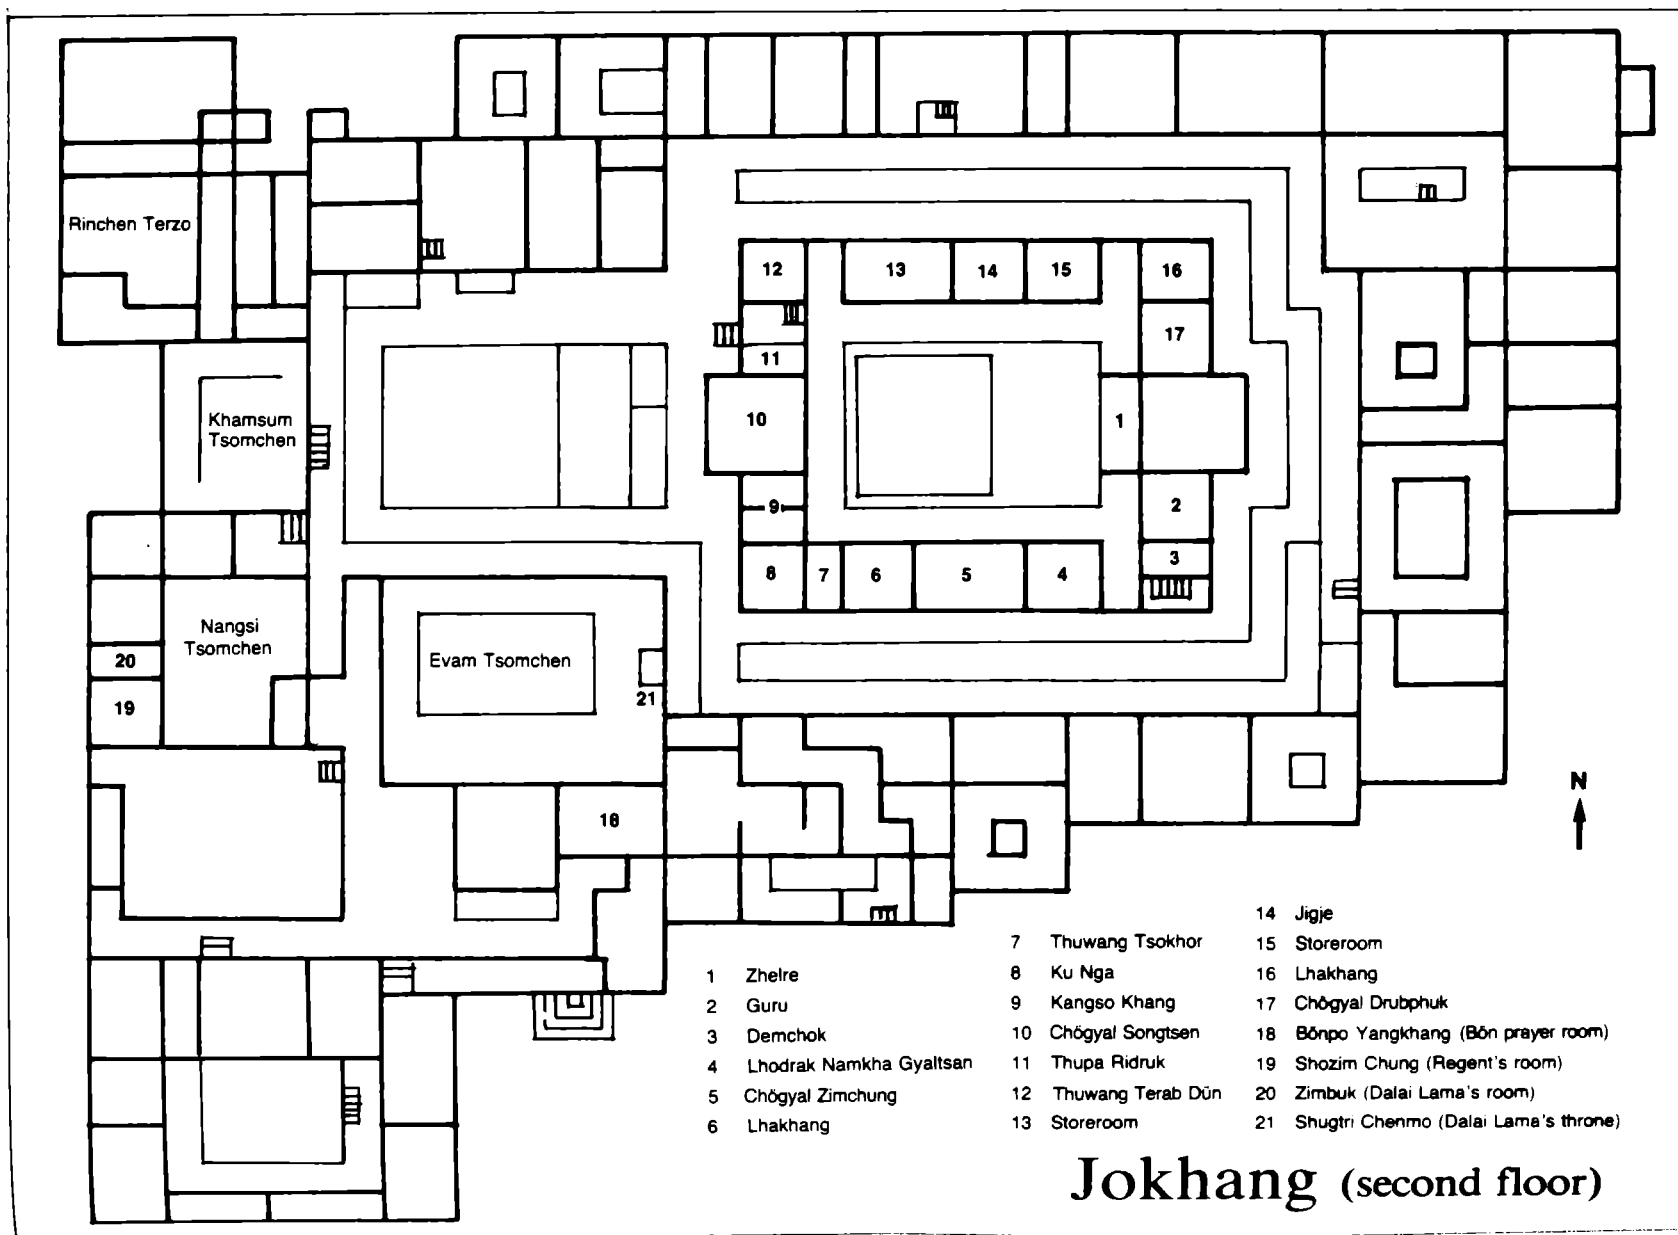 12
13
14
15
16
Rinchen Terzo
17
11
Khamsum
Tsomchen
10
1
9
2
3
8
7
6
5
4
Nangsi
Tsomchen
Evam Tsomchen
20
21
19
18
N
1 Zhelre
2 Guru
3 Demchok
4 Lhodrak Namkha Gyaltsan
5 Chögyal Zimchung
6 Lhakhang
7 Thuwang Tsokhor
8 Ku Nga
9 Kangso Khang
10 Chögyal Songtsen
11 Thupa Ridruk
12 Thuwang Terab Dün
13 Storeroom
14 Jigje
15 Storeroom
16 Lhakhang
17 Chögyal Drubphuk
18 Bönpo Yangkhang (Bön prayer room)
19 Shozim Chung (Regent's room)
20 Zimbuk (Dalai Lama's room)
21 Shugtri Chenmo (Dalai Lama's throne)
Jokhang (second floor)